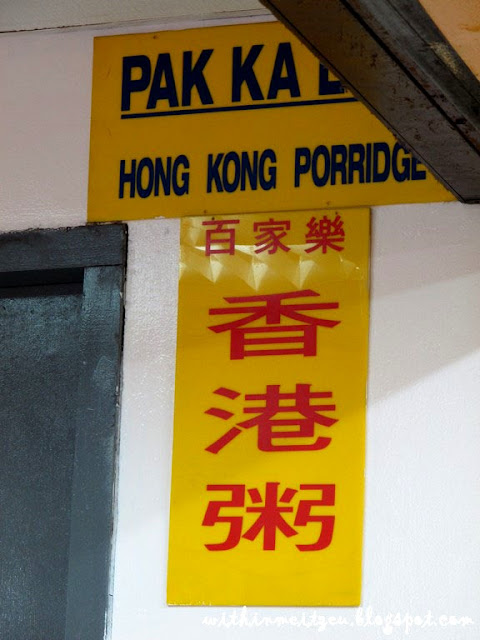 PAK KA
HONG KONG PORRIDGE
百家樂
香
港
粥
withinmeitzeu.blogspot.com